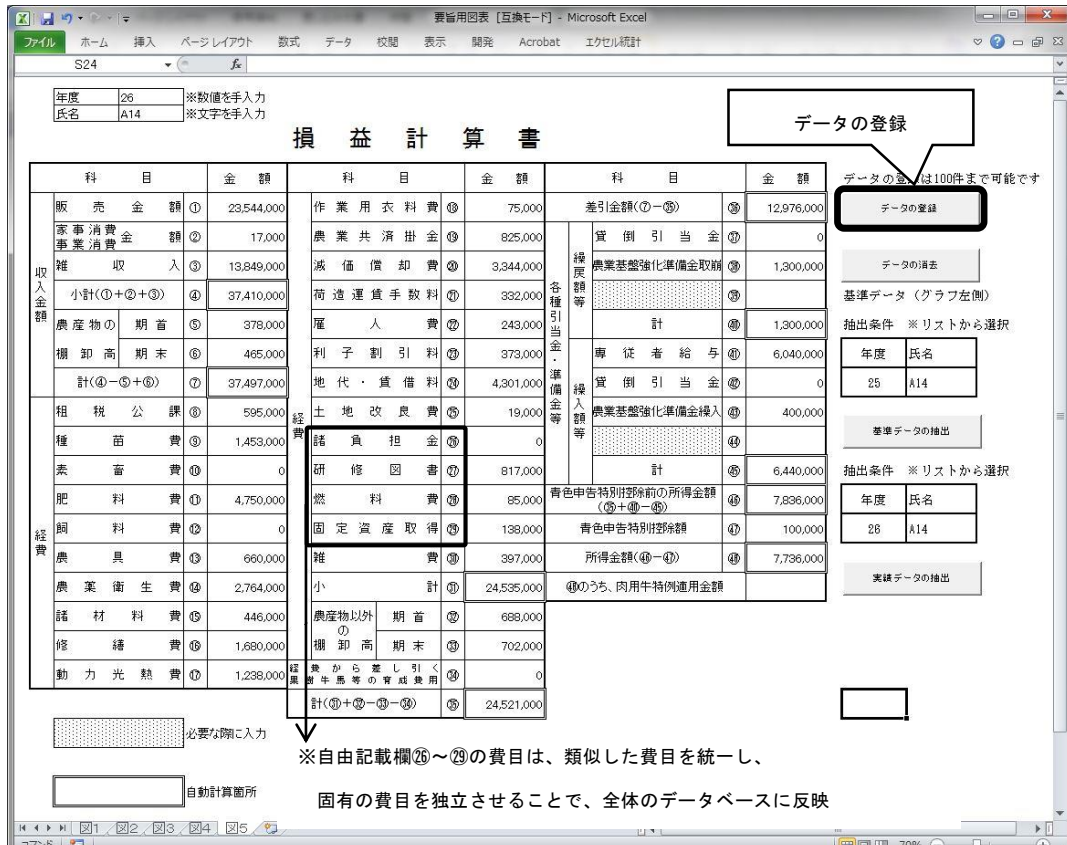 要旨用図表 [互換モード] - Microsoft Excel
ファイル ホーム 挿入 ページ レイアウト 数式 データ 校閲 表示 開発 Acrobat エクセル統計
S24 fx
年度 26 ※数値を手入力
氏名 A14 ※文字を手入力
データの登録
損益計算書
データの登録は100件まで可能です
科目 金額 科目 金額 科目 金額
販売金額 ① 23,544,000 作業用衣料費 ⑱ 75,000 差引金額(⑦-㉟) ㊱ 12,976,000 データの登録
家事消費 事業消費 金額 ② 17,000 農業共済掛金 ⑲ 825,000 貸倒引当金 ㊲ 0
雑収入 ③ 13,849,000 減価償却費 ⑳ 3,344,000 農業基盤強化準備金取崩 ㊳ 1,300,000 データの消去
小計(①+②+③) ④ 37,410,000 荷造運賃手数料 ㉑ 332,000 ㊴ 基準データ (グラフ左側)
農産物の棚卸高 期首 ⑤ 378,000 雇人費 ㉒ 243,000 計 ㊵ 1,300,000 抽出条件 ※リストから選択
期末 ⑥ 465,000 利子割引料 ㉓ 373,000 専従者給与 ㊶ 6,040,000 年度 氏名
計(④-⑤+⑥) ⑦ 37,497,000 地代・賃借料 ㉔ 4,301,000 貸倒引当金 ㊷ 0 25 A14
租税公課 ⑧ 595,000 土地改良費 ㉕ 19,000 農業基盤強化準備金繰入 ㊸ 400,000
種苗費 ⑨ 1,453,000 諸負担金 ㉖ 0 ㊹ 基準データの抽出
素畜費 ⑩ 0 研修図書 ㉗ 817,000 計 ㊺ 6,440,000 抽出条件 ※リストから選択
肥料費 ⑪ 4,750,000 燃料費 ㉘ 85,000 青色申告特別控除前の所得金額(㉟+㊵-㊺) ㊻ 7,836,000 年度 氏名
飼料費 ⑫ 0 固定資産取得 ㉙ 138,000 青色申告特別控除額 ㊼ 100,000 26 A14
農具費 ⑬ 660,000 雑費 ㉚ 397,000 所得金額(㊻-㊼) ㊽ 7,736,000
農薬衛生費 ⑭ 2,764,000 小計 ㉛ 24,535,000 ㊽のうち、肉用牛特例適用金額 実績データの抽出
諸材料費 ⑮ 446,000 農産物以外の棚卸高 期首 ㉜ 688,000
修繕費 ⑯ 1,680,000 期末 ㉝ 702,000
動力光熱費 ⑰ 1,238,000 経費から差し引く果樹牛馬等の育成費用 ㉞ 0
計(㉛+㉜-㉝-㉞) ㉟ 24,521,000
収入金額
経費
経費
各種引当金・準備金等
繰戻額等
繰入額等
必要な際に入力
※自由記載欄㉖~㉙の費目は、類似した費目を統一し、
自動計算箇所
固有の費目を独立させることで、全体のデータベースに反映
図1 図2 図3 図4 図5
コマンド 70%